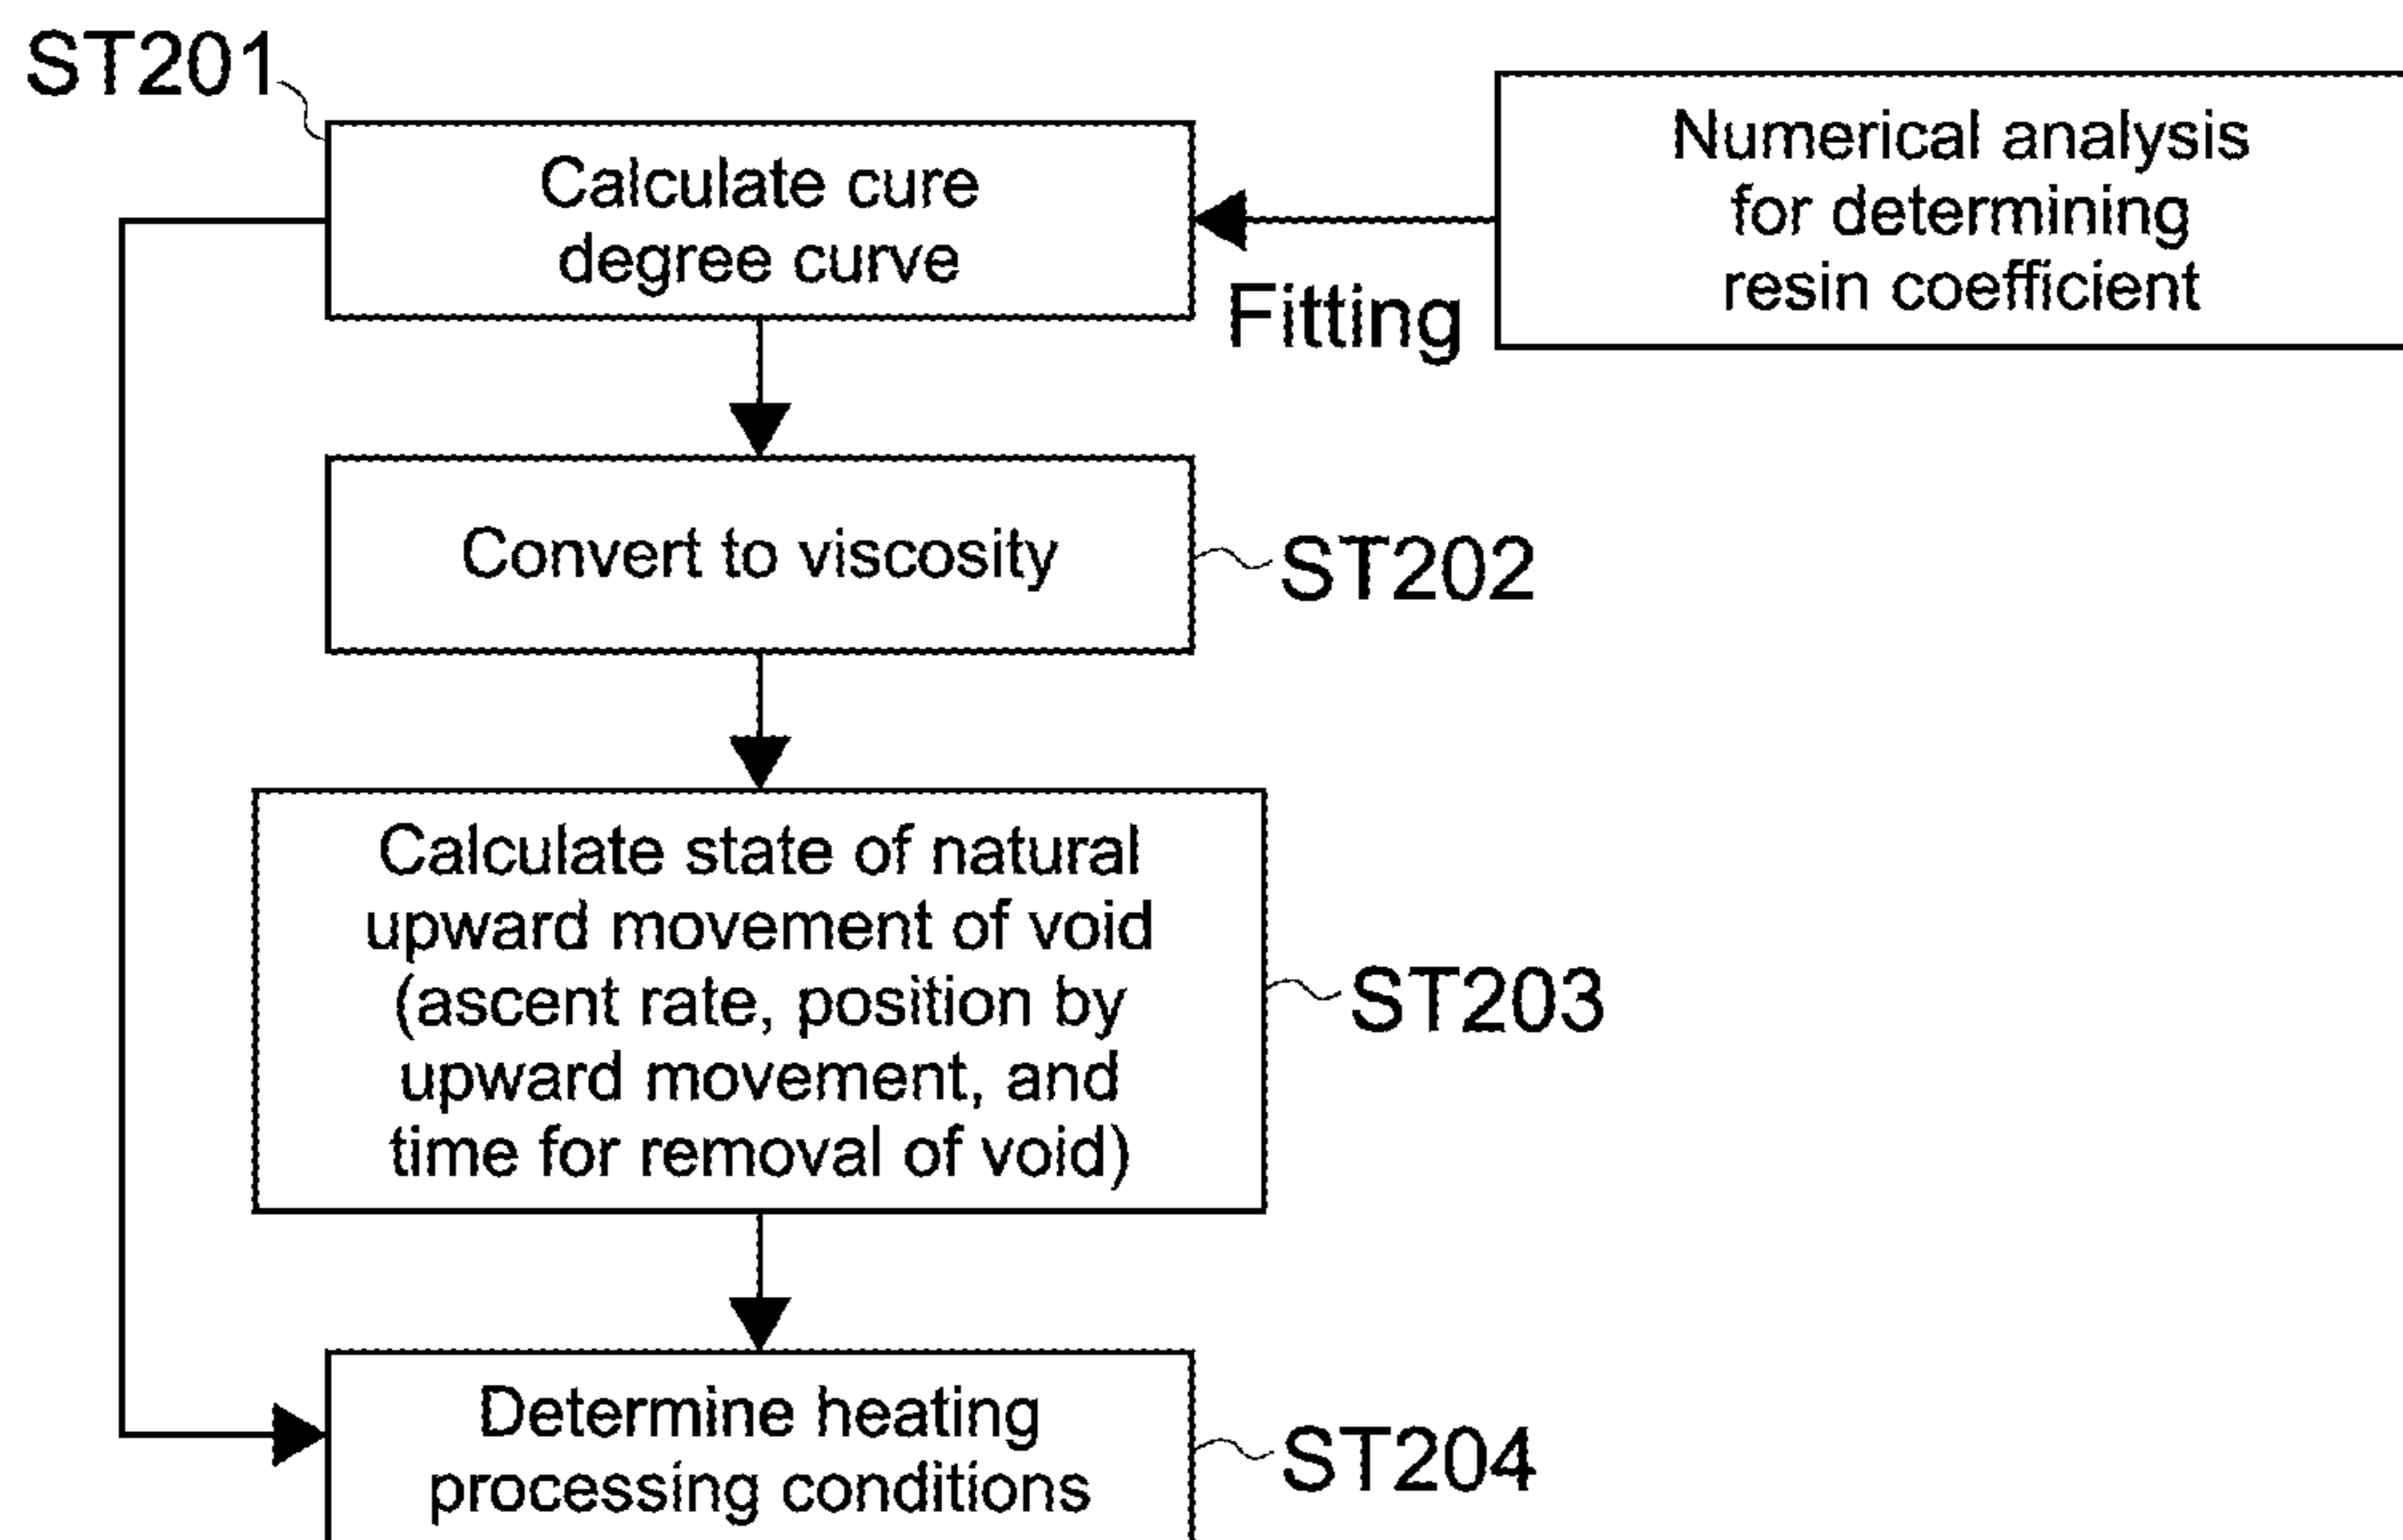 ST201
Calculate cure
degree curve
Numerical analysis
for determining
resin coefficient
Fitting
Convert to viscosity
ST202
Calculate state of natural
upward movement of void
(ascent rate, position by
upward movement, and
time for removal of void)
ST203
Determine heating
processing conditions
ST204